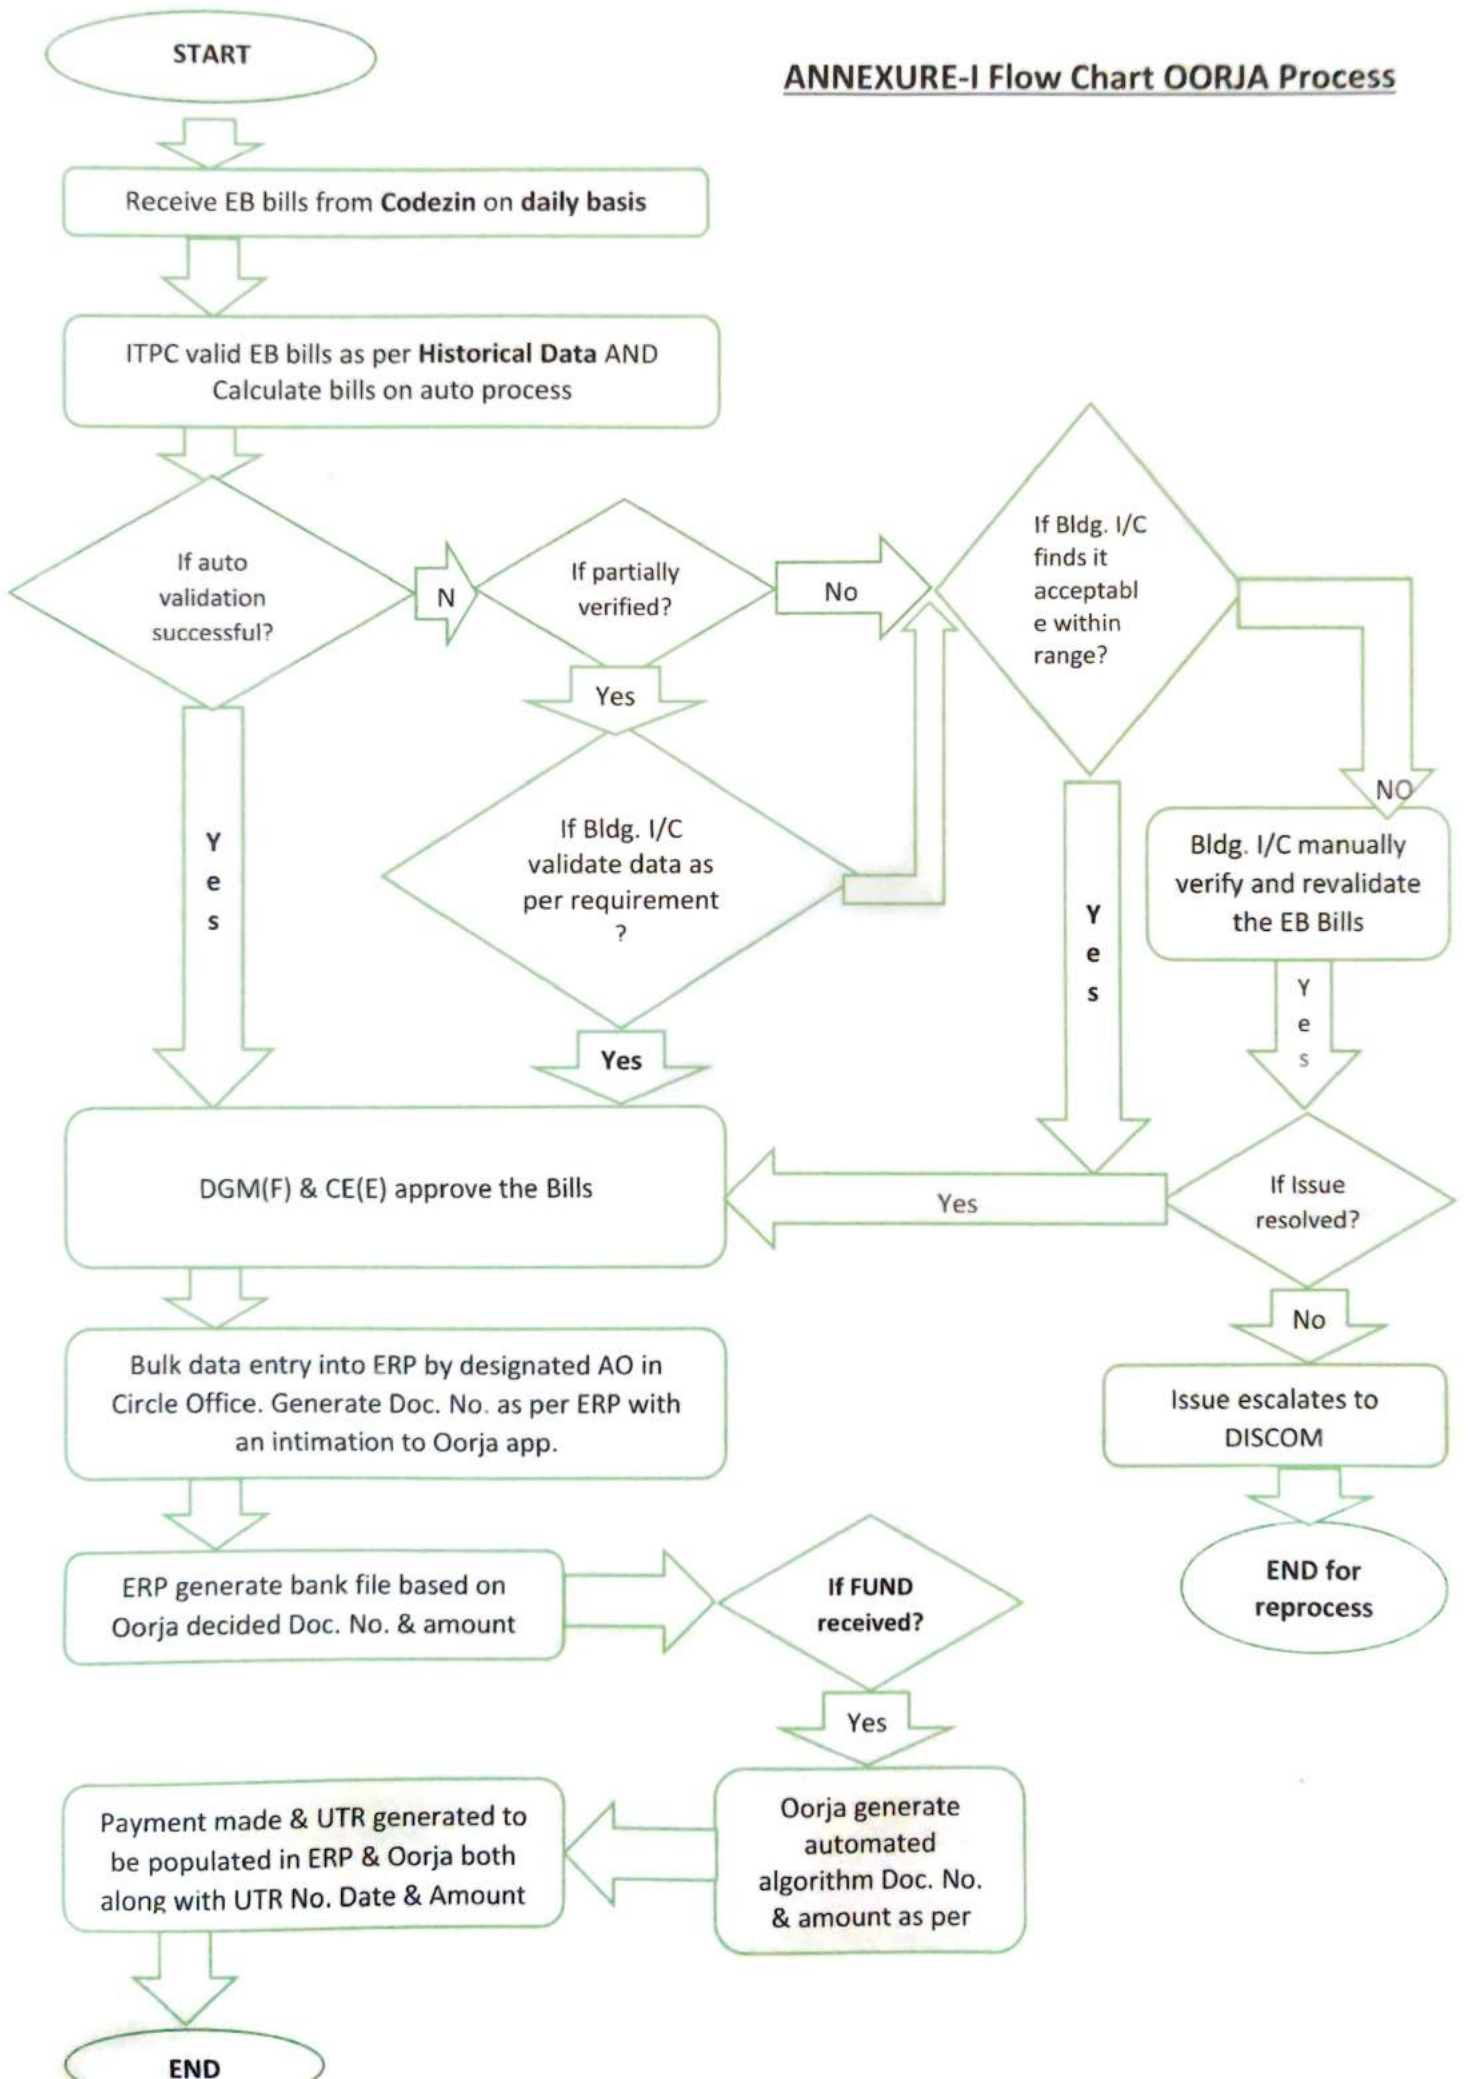 START
ANNEXURE-I Flow Chart OORJA Process
Receive EB bills from Codezin on daily basis
ITPC valid EB bills as per Historical Data AND
Calculate bills on auto process
If auto
validation
successful?
N
If partially
verified?
No
If Bldg. I/C
finds it
acceptabl
e within
range?
Yes
NO
Y
e
s
If Bldg. I/C
validate data as
per requirement
?
Y
e
s
Bldg. I/C manually
verify and revalidate
the EB Bills
Y
e
s
Yes
DGM(F) & CE(E) approve the Bills
Yes
If Issue
resolved?
No
Bulk data entry into ERP by designated AO in
Circle Office. Generate Doc. No. as per ERP with
an intimation to Oorja app.
Issue escalates to
DISCOM
ERP generate bank file based on
Oorja decided Doc. No. & amount
If FUND
received?
END for
reprocess
Yes
Payment made & UTR generated to
be populated in ERP & Oorja both
along with UTR No. Date & Amount
Oorja generate
automated
algorithm Doc. No.
& amount as per
END